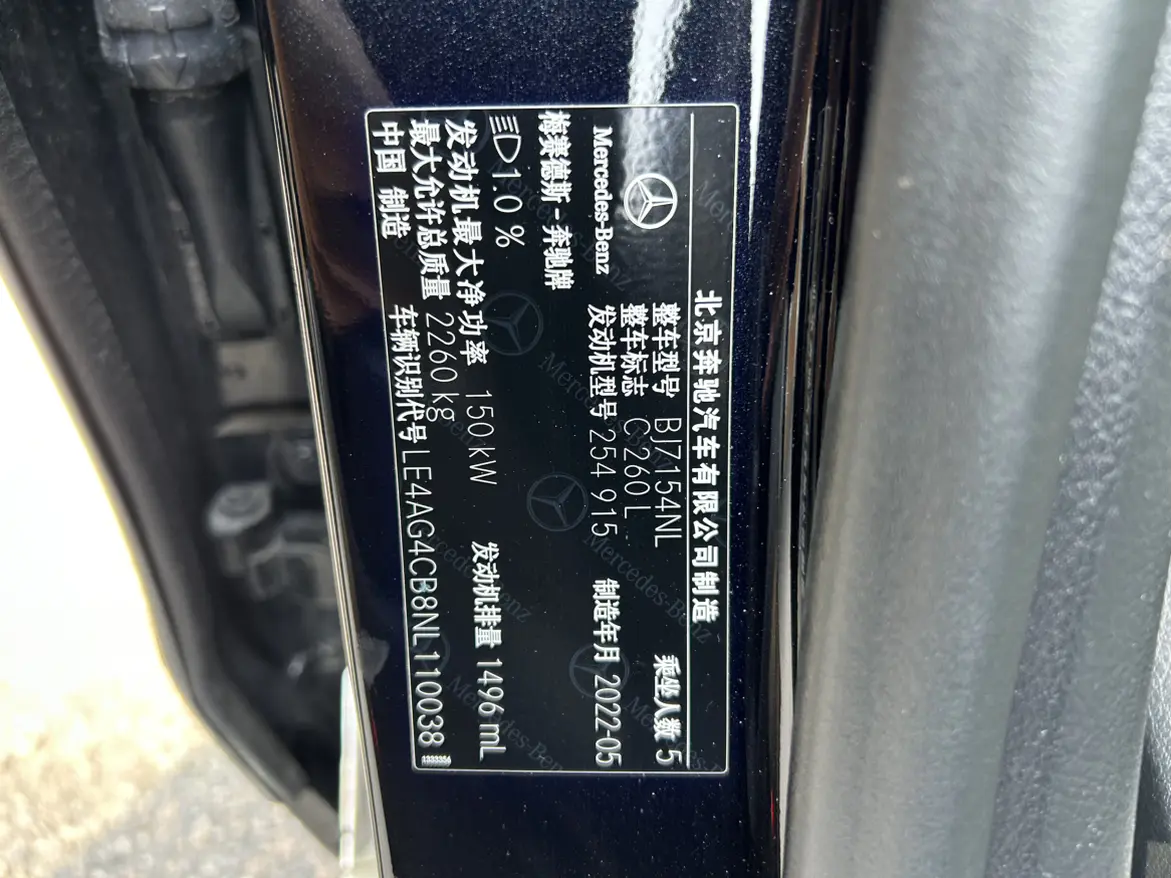 北京奔驰汽车有限公司制造
Mercedes-Benz
梅赛德斯-奔驰牌
整车型号 BJ7154NL 乘坐人数 5
整车标志 C 260 L
发动机型号 254 915 制造年月 2022-05
1.0 %
发动机最大净功率 150 kW 发动机排量 1496 mL
最大允许总质量 2260 kg
中国 制造 车辆识别代号 LE4AG4CB8NL110038